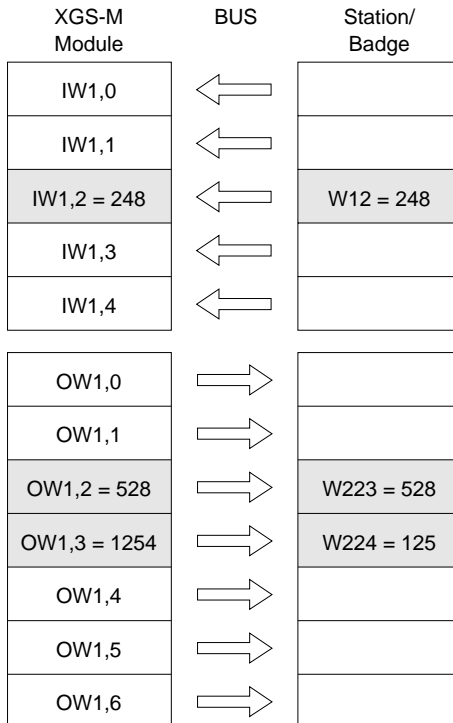 XGS-M Module
BUS
Station/ Badge
IW1,0
IW1,1
IW1,2 = 248
W12 = 248
IW1,3
IW1,4
OW1,0
OW1,1
OW1,2 = 528
W223 = 528
OW1,3 = 1254
W224 = 125
OW1,4
OW1,5
OW1,6